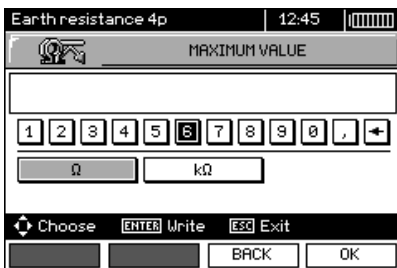 Earth resistance 4p 12:45
MAXIMUM VALUE
1 2 3 4 5 6 7 8 9 0 , ←
Ω kΩ
Choose ENTER Write ESC Exit
BACK OK